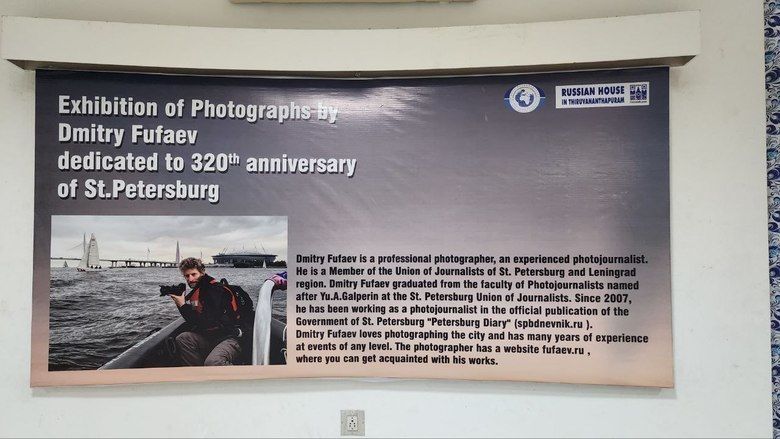 Exhibition of Photographs by
Dmitry Fufaev
dedicated to 320th anniversary
of St.Petersburg
RUSSIAN HOUSE
IN THIRUVANANTHAPURAM
Dmitry Fufaev is a professional photographer, an experienced photojournalist.
He is a Member of the Union of Journalists of St. Petersburg and Leningrad
region. Dmitry Fufaev graduated from the faculty of Photojournalists named
after Yu.A.Galperin at the St. Petersburg Union of Journalists. Since 2007,
he has been working as a photojournalist in the official publication of the
Government of St. Petersburg "Petersburg Diary" (spbdnevnik.ru ).
Dmitry Fufaev loves photographing the city and has many years of experience
at events of any level. The photographer has a website fufaev.ru ,
where you can get acquainted with his works.